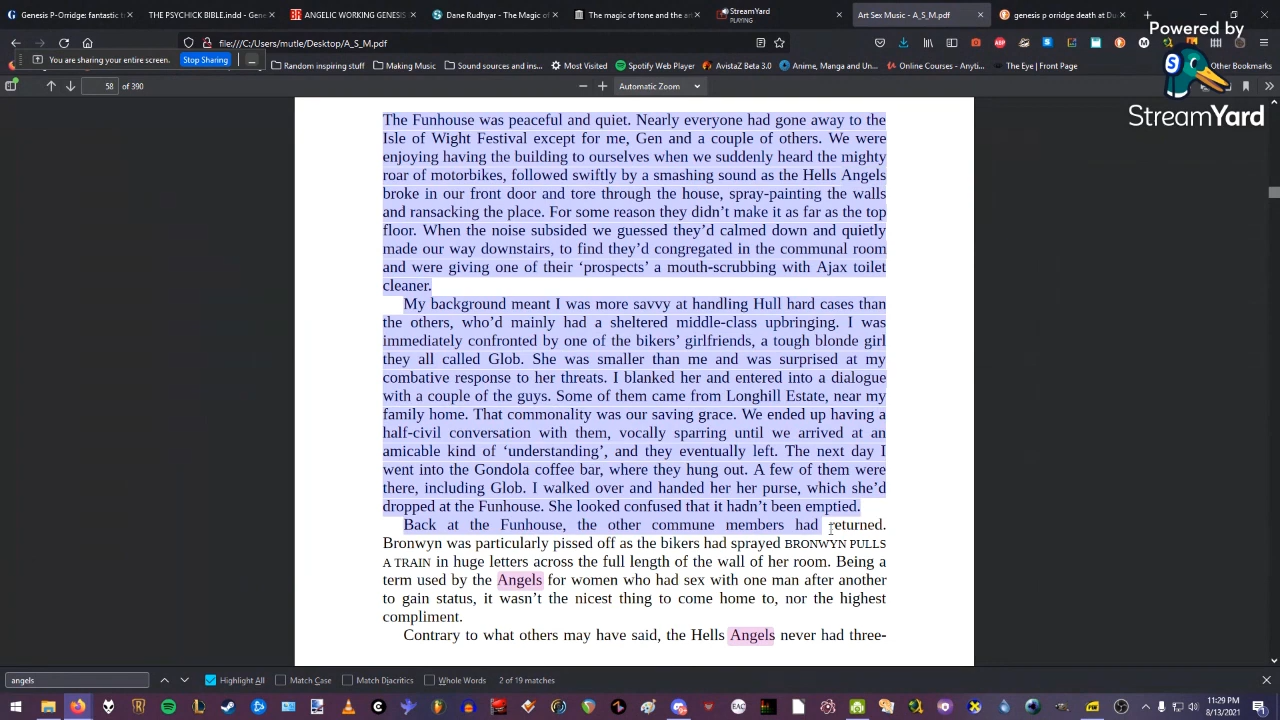 Genesis P-Orridge: T
THE PSYCHICK BIBLE.indd - Gene
ANGELIC WORKING GENESIS
Dane Rudhyar - The Magic of T
The magic of tone and the art
StreamYard
PLAYING
Art Sex Music - A_S_M.pdf
genesis p orridge death at Dur
Powered by
StreamYard
file:///C:/Users/mutle/Desktop/A_S_M.pdf
You are sharing your entire screen.
Stop Sharing
Random inspiring stuff
Making Music
Sound sources and ins...
Most Visited
Spotify Web Player
AvistaZ Beta 3.0
Anime, Manga and Un...
Online Courses - Anyti...
The Eye | Front Page
Other Bookmarks
58 of 390
Automatic Zoom
The Funhouse was peaceful and quiet. Nearly everyone had gone away to the
Isle of Wight Festival except for me, Gen and a couple of others. We were
enjoying having the building to ourselves when we suddenly heard the mighty
roar of motorbikes, followed swiftly by a smashing sound as the Hells Angels
broke in our front door and tore through the house, spray-painting the walls
and ransacking the place. For some reason they didn't make it as far as the top
floor. When the noise subsided we guessed they'd calmed down and quietly
made our way downstairs, to find they'd congregated in the communal room
and were giving one of their 'prospects' a mouth-scrubbing with Ajax toilet
cleaner.
My background meant I was more savvy at handling Hull hard cases than
the others, who'd mainly had a sheltered middle-class upbringing. I was
immediately confronted by one of the bikers' girlfriends, a tough blonde girl
they all called Glob. She was smaller than me and was surprised at my
combative response to her threats. I blanked her and entered into a dialogue
with a couple of the guys. Some of them came from Longhill Estate, near my
family home. That commonality was our saving grace. We ended up having a
half-civil conversation with them, vocally sparring until we arrived at an
amicable kind of 'understanding', and they eventually left. The next day I
went into the Gondola coffee bar, where they hung out. A few of them were
there, including Glob. I walked over and handed her her purse, which she'd
dropped at the Funhouse. She looked confused that it hadn't been emptied.
Back at the Funhouse, the other commune members had returned.
Bronwyn was particularly pissed off as the bikers had sprayed BRONWYN PULLS
A TRAIN in huge letters across the full length of the wall of her room. Being a
term used by the Angels for women who had sex with one man after another
to gain status, it wasn't the nicest thing to come home to, nor the highest
compliment.
Contrary to what others may have said, the Hells Angels never had three-
angels
Highlight All
Match Case
Match Diacritics
Whole Words
2 of 19 matches
11:29 PM
8/13/2021